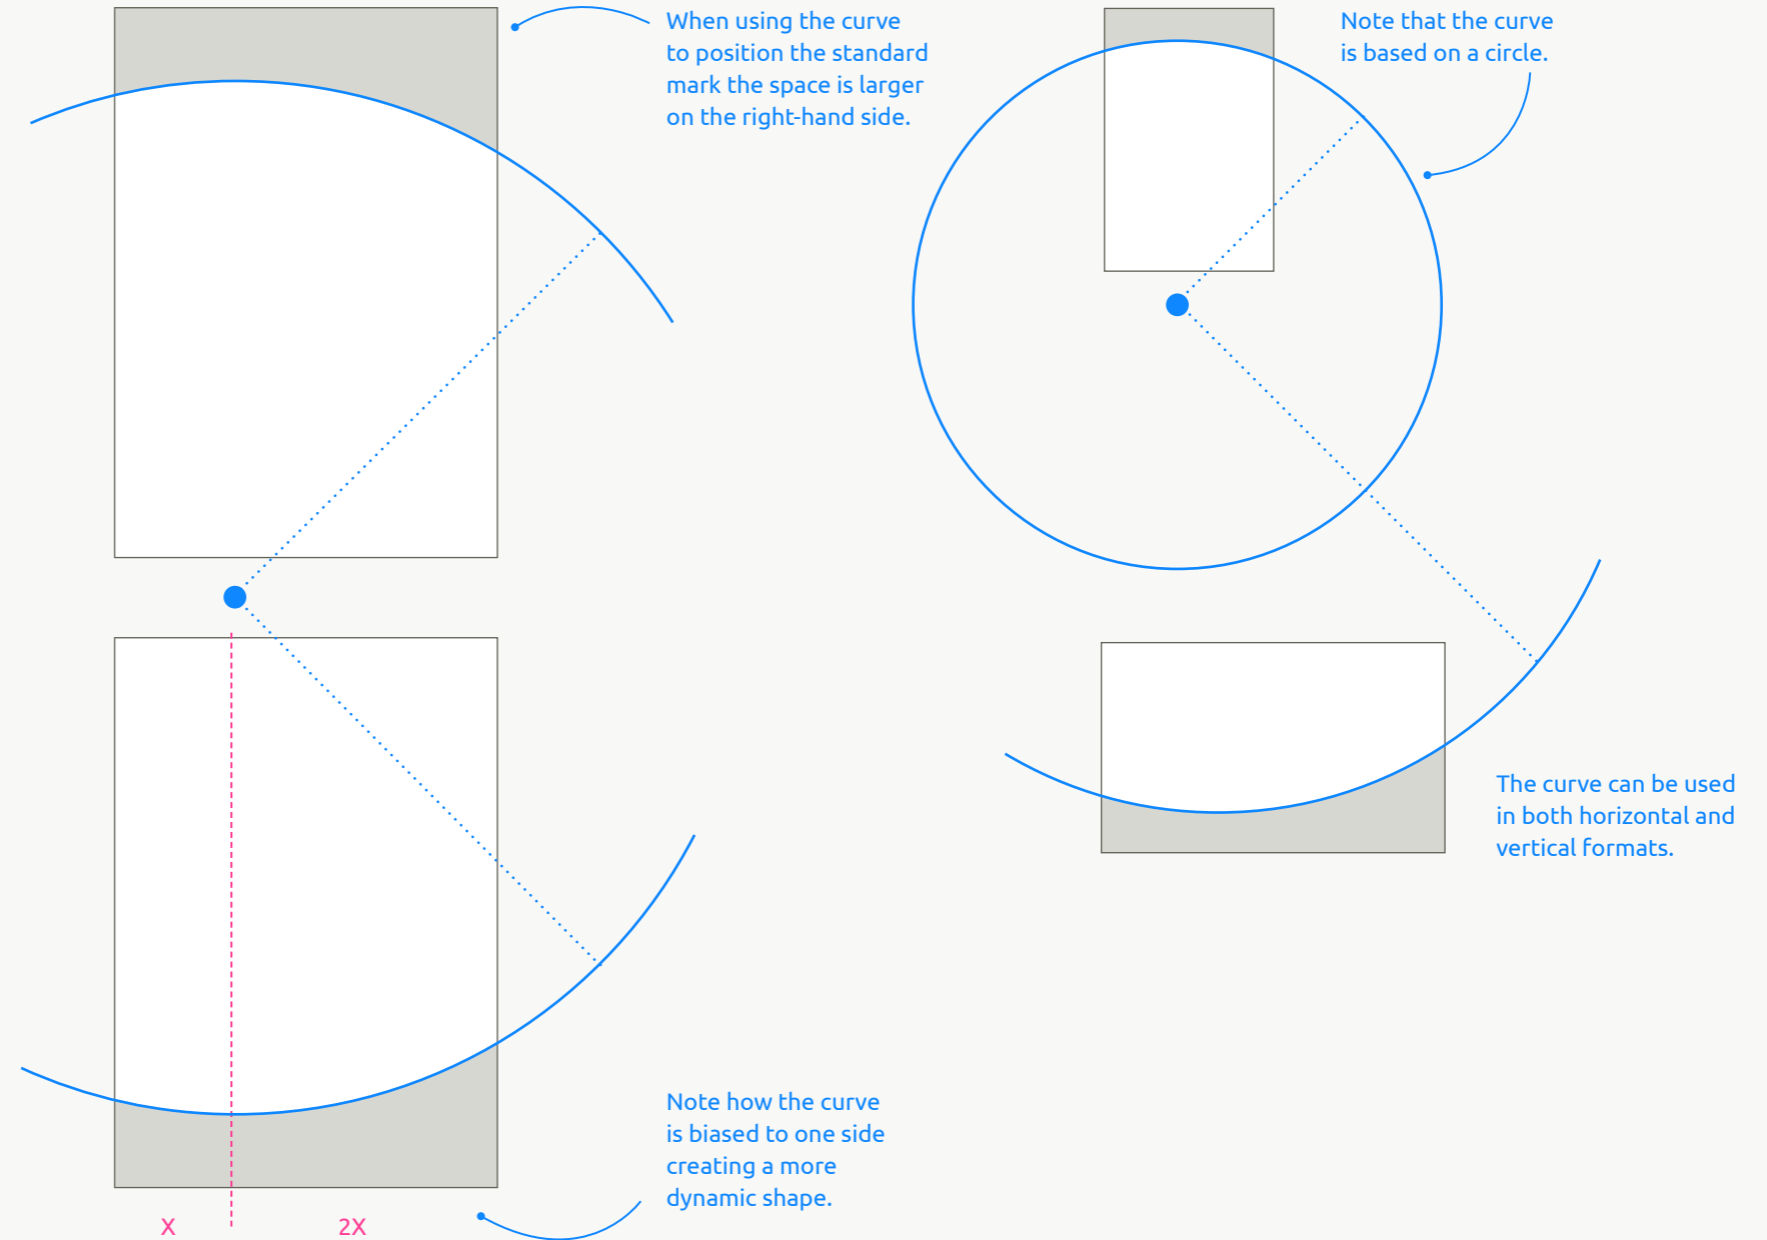 When using the curve
to position the standard
mark the space is larger
on the right-hand side.
Note that the curve
is based on a circle.
The curve can be used
in both horizontal and
vertical formats.
Note how the curve
is biased to one side
creating a more
dynamic shape.
X
2X